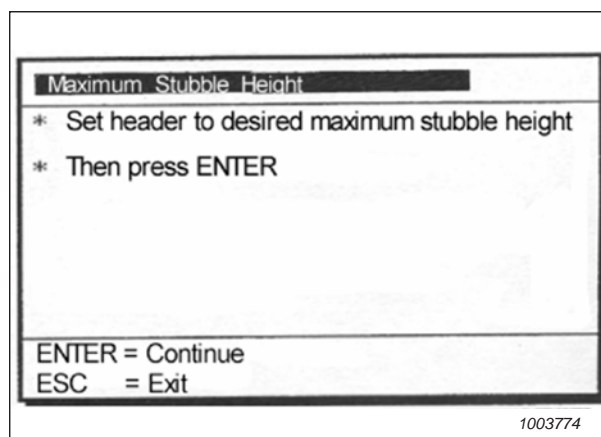 Maximum Stubble Height
* Set header to desired maximum stubble height
* Then press ENTER
ENTER = Continue
ESC = Exit
1003774